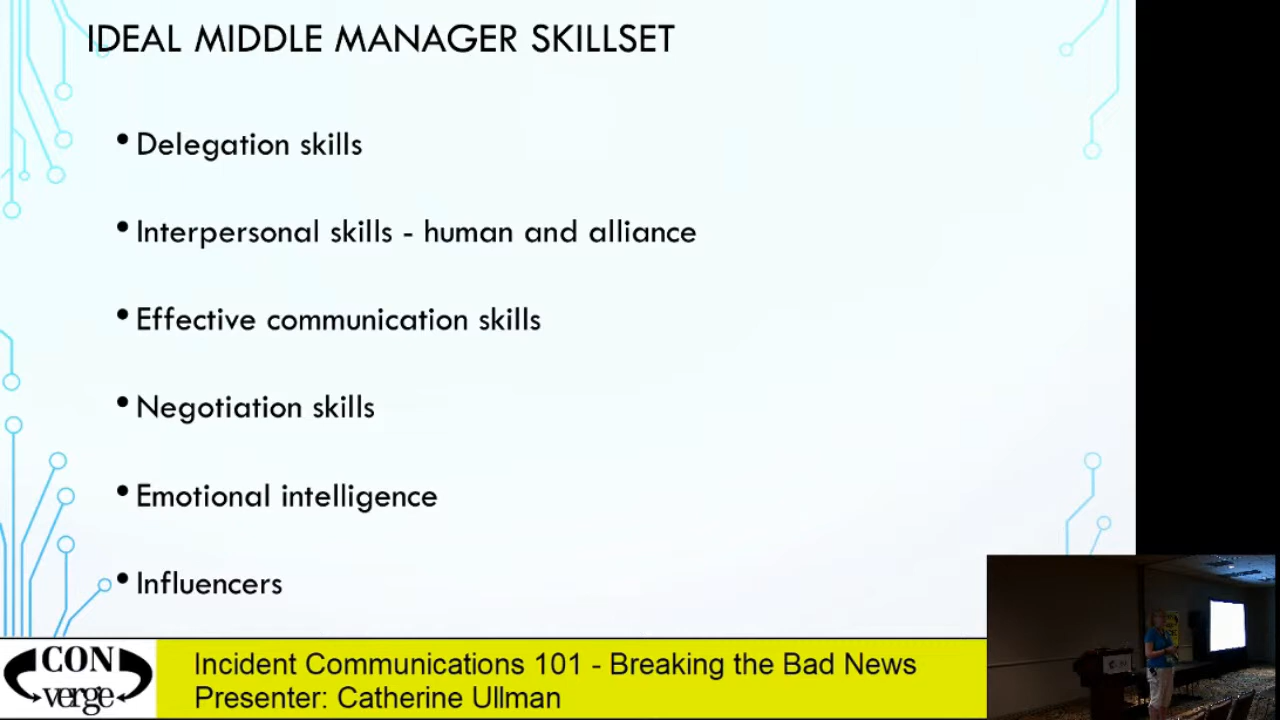 IDEAL MIDDLE MANAGER SKILLSET
• Delegation skills
• Interpersonal skills - human and alliance
• Effective communication skills
• Negotiation skills
• Emotional intelligence
• Influencers
CON
verge
Incident Communications 101 - Breaking the Bad News
Presenter: Catherine Ullman